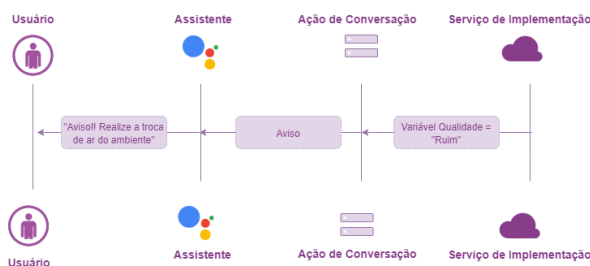 Usuário
Assistente
Ação de Conversação
Serviço de Implementação
"Aviso!! Realize a troca
de ar do ambiente"
Aviso
Variável Qualidade =
"Ruim"
Usuário
Assistente
Ação de Conversação
Serviço de Implementação